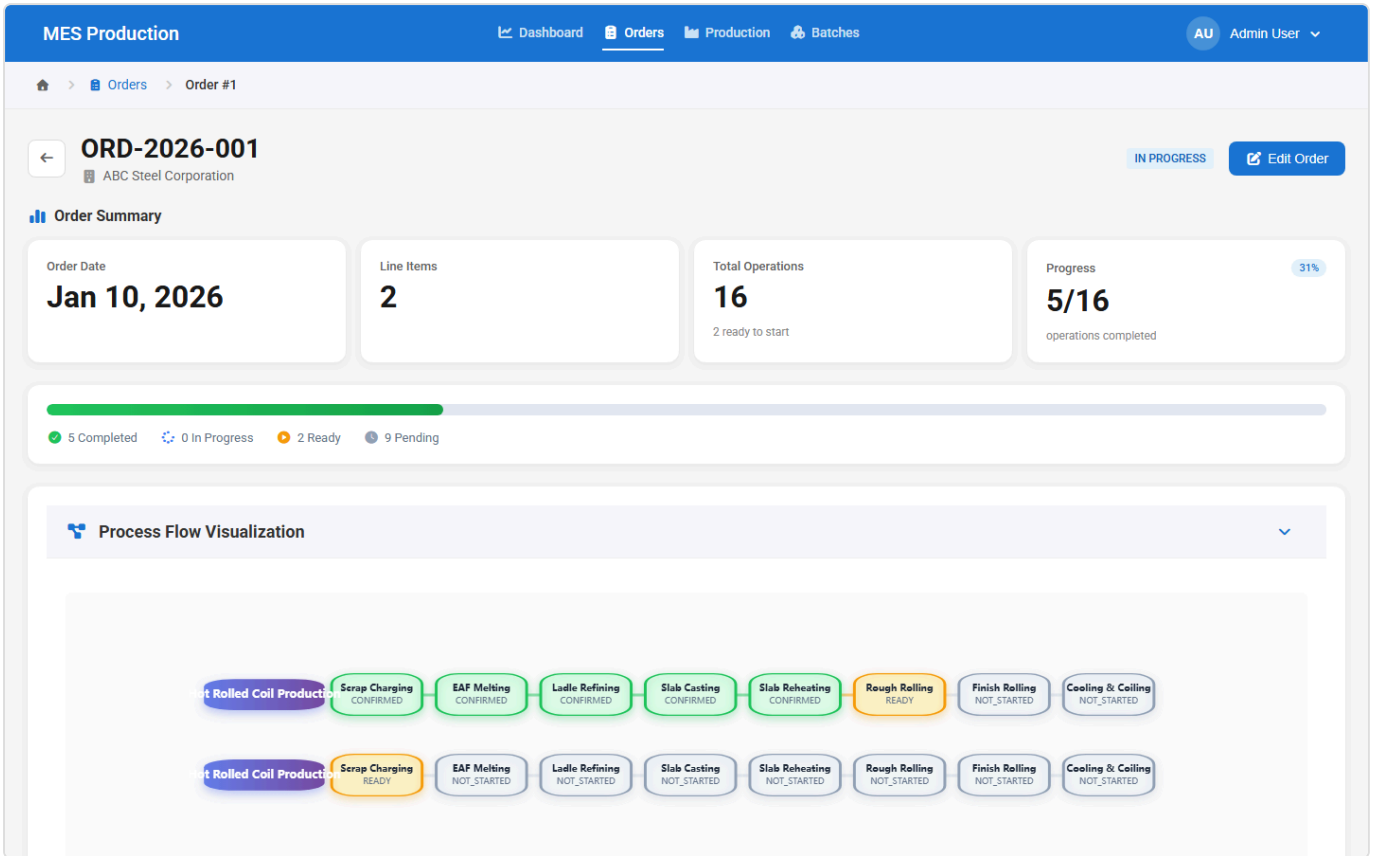 MES Production
Dashboard
Orders
Production
Batches
AU
Admin User
Orders
Order #1
ORD-2026-001
ABC Steel Corporation
IN PROGRESS
Edit Order
Order Summary
Order Date
Jan 10, 2026
Line Items
2
Total Operations
16
2 ready to start
Progress
31%
5/16
operations completed
5 Completed
0 In Progress
2 Ready
9 Pending
Process Flow Visualization
ot Rolled Coil Production
Scrap Charging
CONFIRMED
EAF Melting
CONFIRMED
Ladle Refining
CONFIRMED
Slab Casting
CONFIRMED
Slab Reheating
CONFIRMED
Rough Rolling
READY
Finish Rolling
NOT_STARTED
Cooling & Coiling
NOT_STARTED
ot Rolled Coil Production
Scrap Charging
READY
EAF Melting
NOT_STARTED
Ladle Refining
NOT_STARTED
Slab Casting
NOT_STARTED
Slab Reheating
NOT_STARTED
Rough Rolling
NOT_STARTED
Finish Rolling
NOT_STARTED
Cooling & Coiling
NOT_STARTED